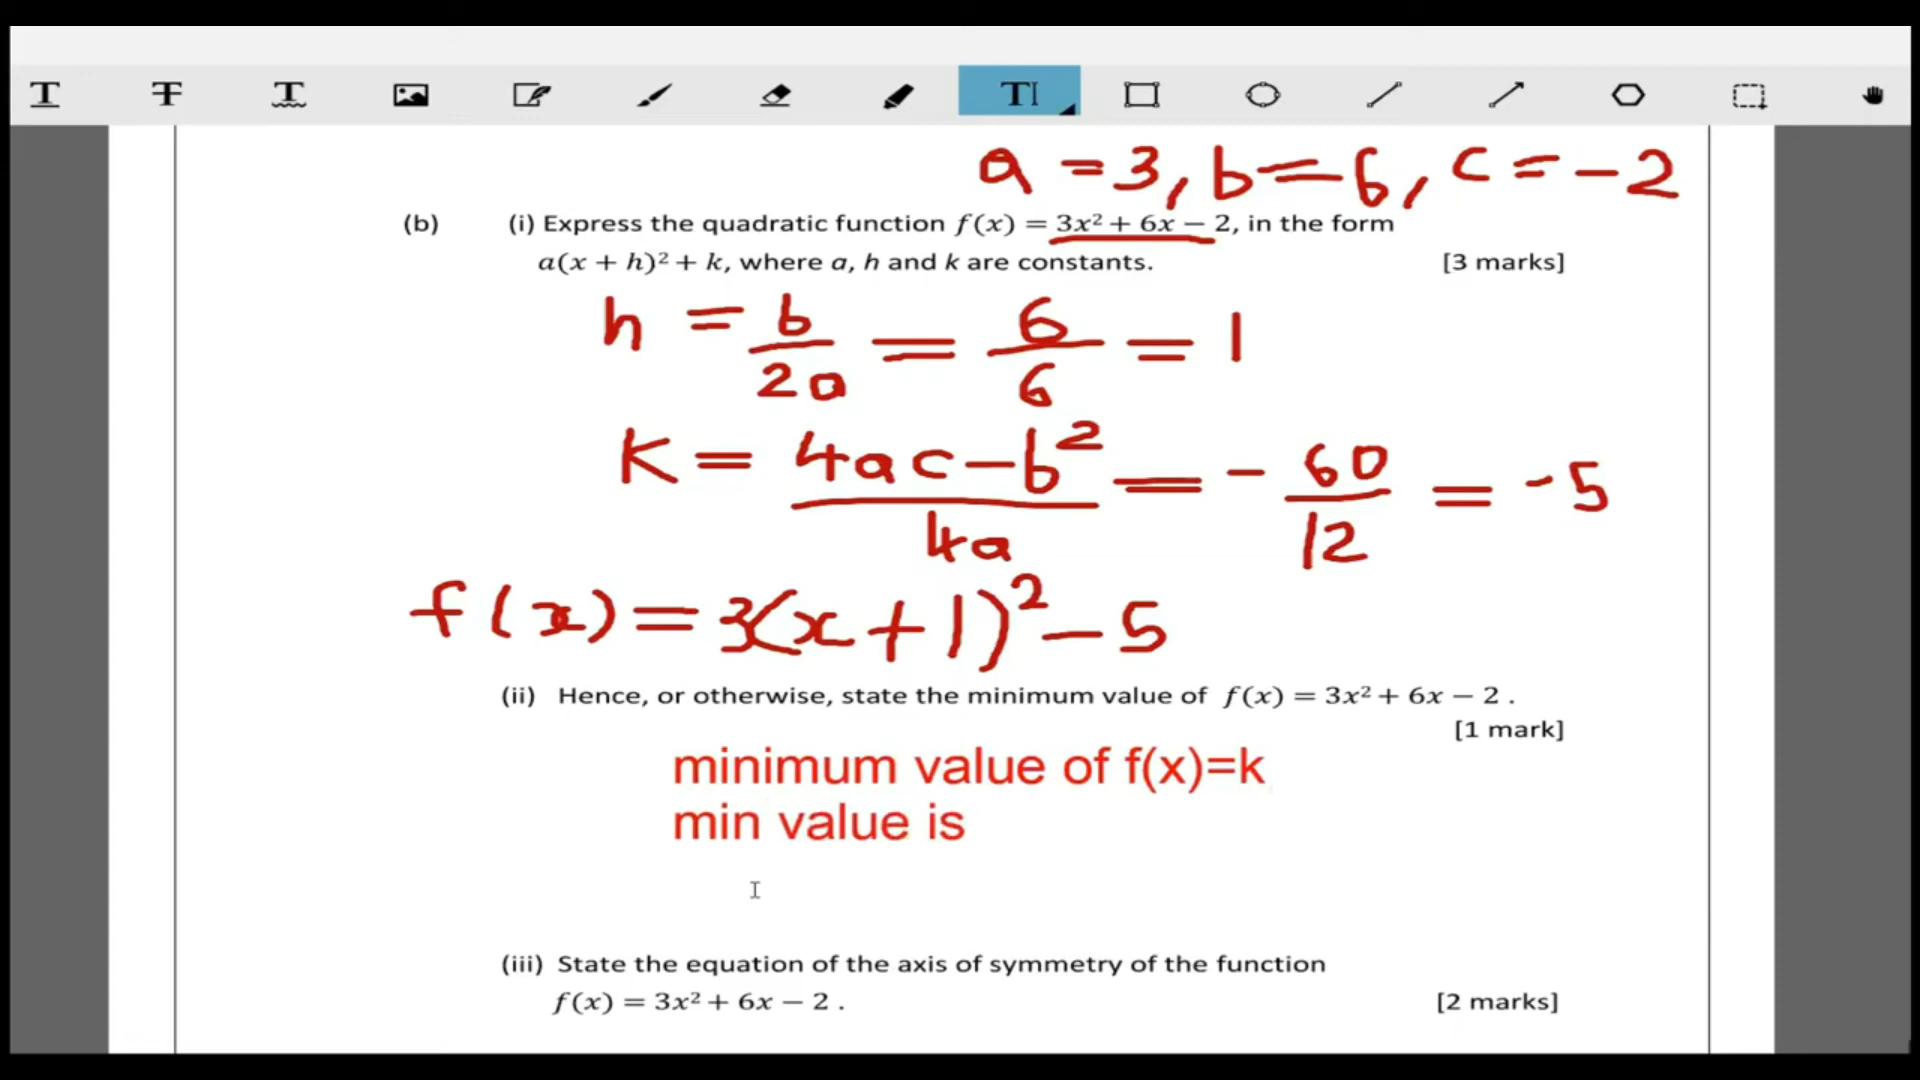 a = 3, b = 6, c = -2
(b) (i) Express the quadratic function f(x) = 3x² + 6x − 2, in the form
a(x + h)² + k, where a, h and k are constants. [3 marks]
h = b/2a = 6/6 = 1
K = 4ac - b²/4a = - 60/12 = -5
f(x) = 3(x + 1)² - 5
(ii) Hence, or otherwise, state the minimum value of f(x) = 3x² + 6x − 2 .
[1 mark]
minimum value of f(x)=k
min value is
(iii) State the equation of the axis of symmetry of the function
f(x) = 3x² + 6x − 2 . [2 marks]